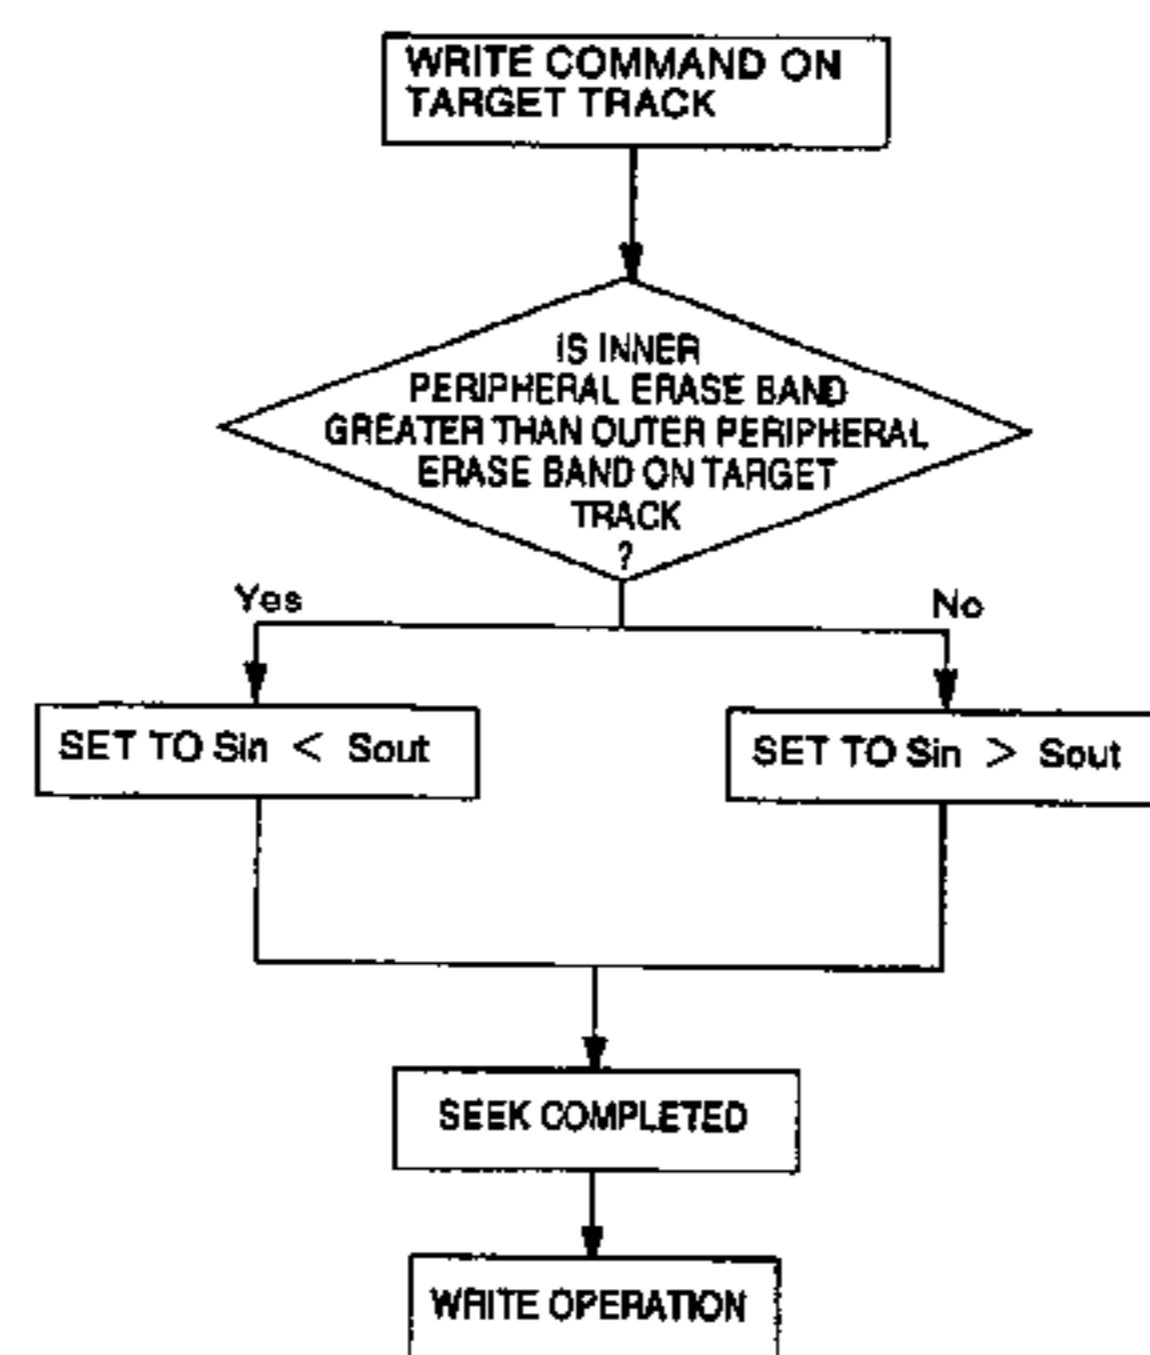 WRITE COMMAND ON
TARGET TRACK
IS INNER
PERIPHERAL ERASE BAND
GREATER THAN OUTER PERIPHERAL
ERASE BAND ON TARGET
TRACK
?
Yes
No
SET TO Sin < Sout
SET TO Sin > Sout
SEEK COMPLETED
WRITE OPERATION